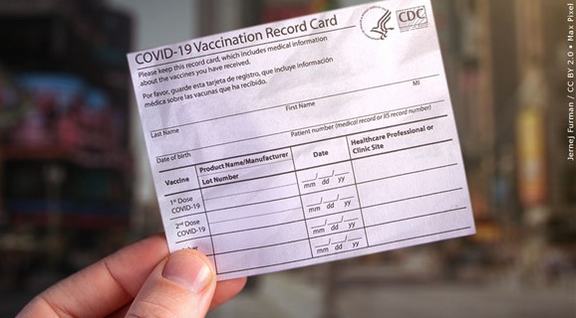 COVID-19 Vaccination Record Card
CDC
Please keep this record card, which includes medical information
about the vaccines you have received.
Por favor, guarde esta tarjeta de registro, que incluye información
médica sobre las vacunas que ha recibido.
Last Name First Name MI
Date of birth Patient number (medical record or IIS record number)
Vaccine Product Name/Manufacturer Date Healthcare Professional or
Lot Number Clinic Site
1st Dose
COVID-19
mm dd yy
2nd Dose
COVID-19
mm dd yy
mm dd yy
Jernej Furman / CC BY 2.0 • Max Pixel